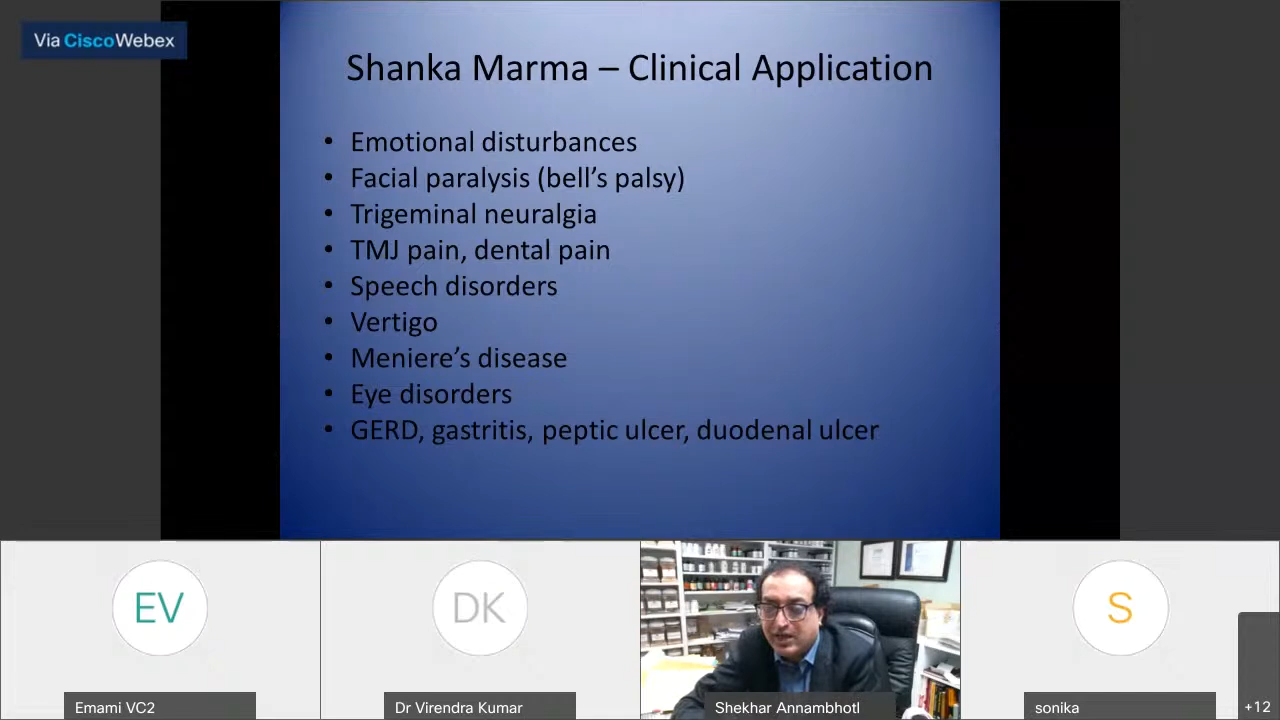 Via CiscoWebex
Shanka Marma – Clinical Application
• Emotional disturbances
• Facial paralysis (bell’s palsy)
• Trigeminal neuralgia
• TMJ pain, dental pain
• Speech disorders
• Vertigo
• Meniere’s disease
• Eye disorders
• GERD, gastritis, peptic ulcer, duodenal ulcer
EV
DK
S
Emami VC2
Dr Virendra Kumar
Shekhar Annambhotl
sonika
+12